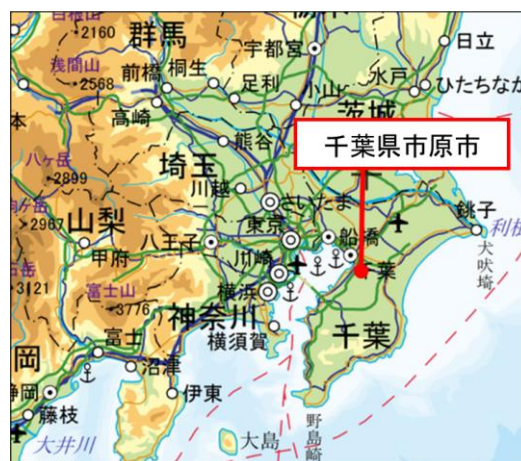 白根山
・2160
群馬
宇都宮
日立
浅間山
・2568
前橋
桐生
足利
小山
水戸
ひたちなか
高崎
茨城
熊谷
千葉県市原市
八ヶ岳
・2899
埼玉
川越
さいたま
銚子
・2967
山梨
八王子
東京
船橋
犬吠埼
甲府
川崎
葉
・3121
富士山
・3776
横浜
神奈川
千葉
横須賀
富士
沼津
静岡
伊東
野島崎
藤枝
大島
大井川